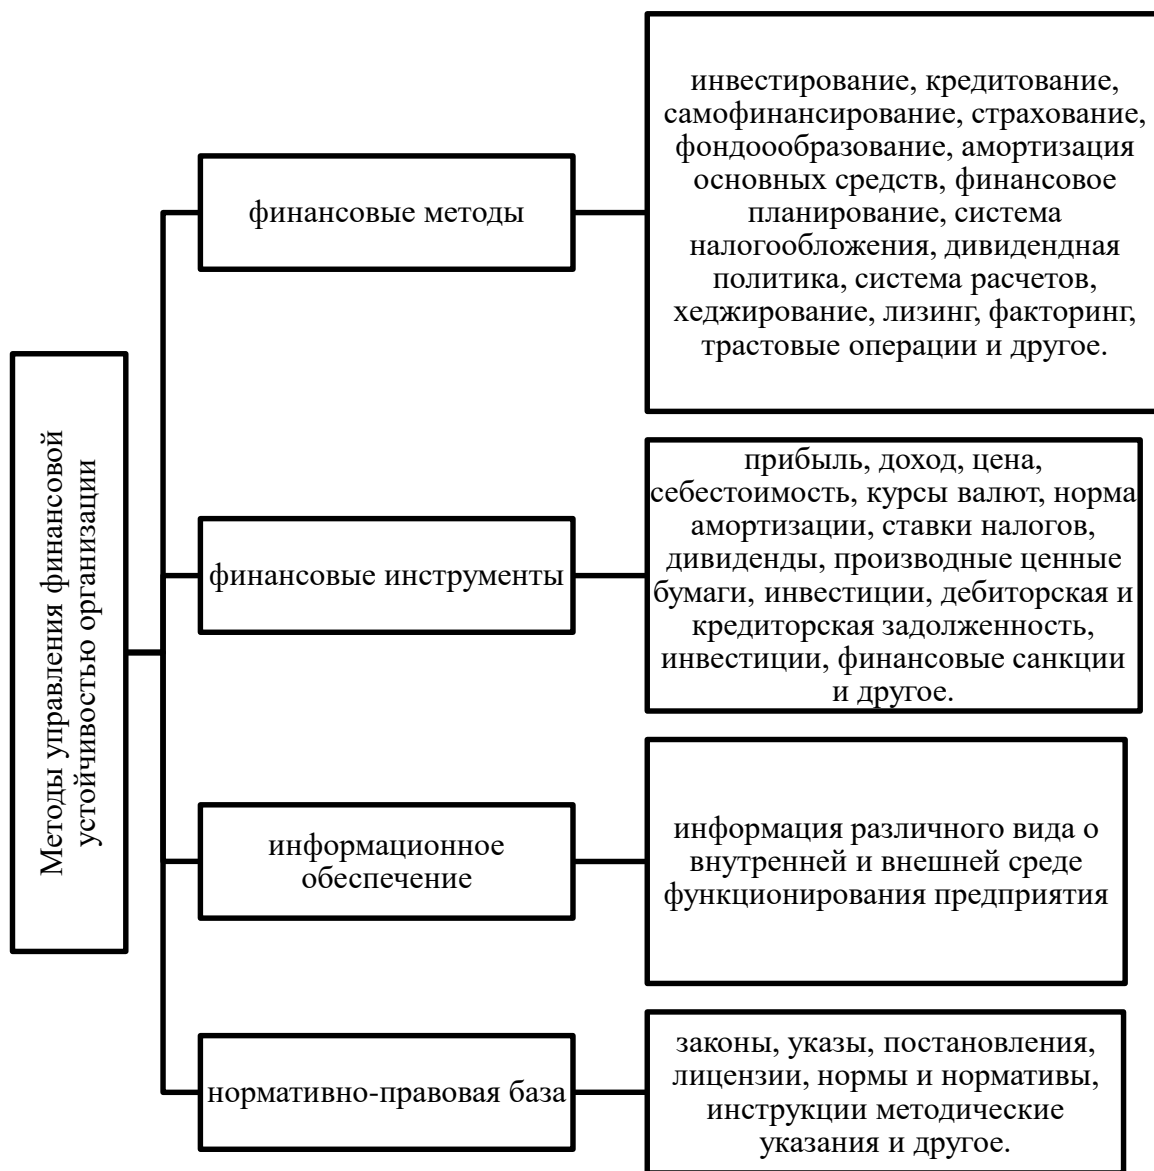 Методы управления финансовой
устойчивостью организации
финансовые методы
инвестирование, кредитование,
самофинансирование, страхование,
фондоообразование, амортизация
основных средств, финансовое
планирование, система
налогообложения, дивидендная
политика, система расчетов,
хеджирование, лизинг, факторинг,
трастовые операции и другое.
финансовые инструменты
прибыль, доход, цена,
себестоимость, курсы валют, норма
амортизации, ставки налогов,
дивиденды, производные ценные
бумаги, инвестиции, дебиторская и
кредиторская задолженность,
инвестиции, финансовые санкции
и другое.
информационное
обеспечение
информация различного вида о
внутренней и внешней среде
функционирования предприятия
нормативно-правовая база
законы, указы, постановления,
лицензии, нормы и нормативы,
инструкции методические
указания и другое.